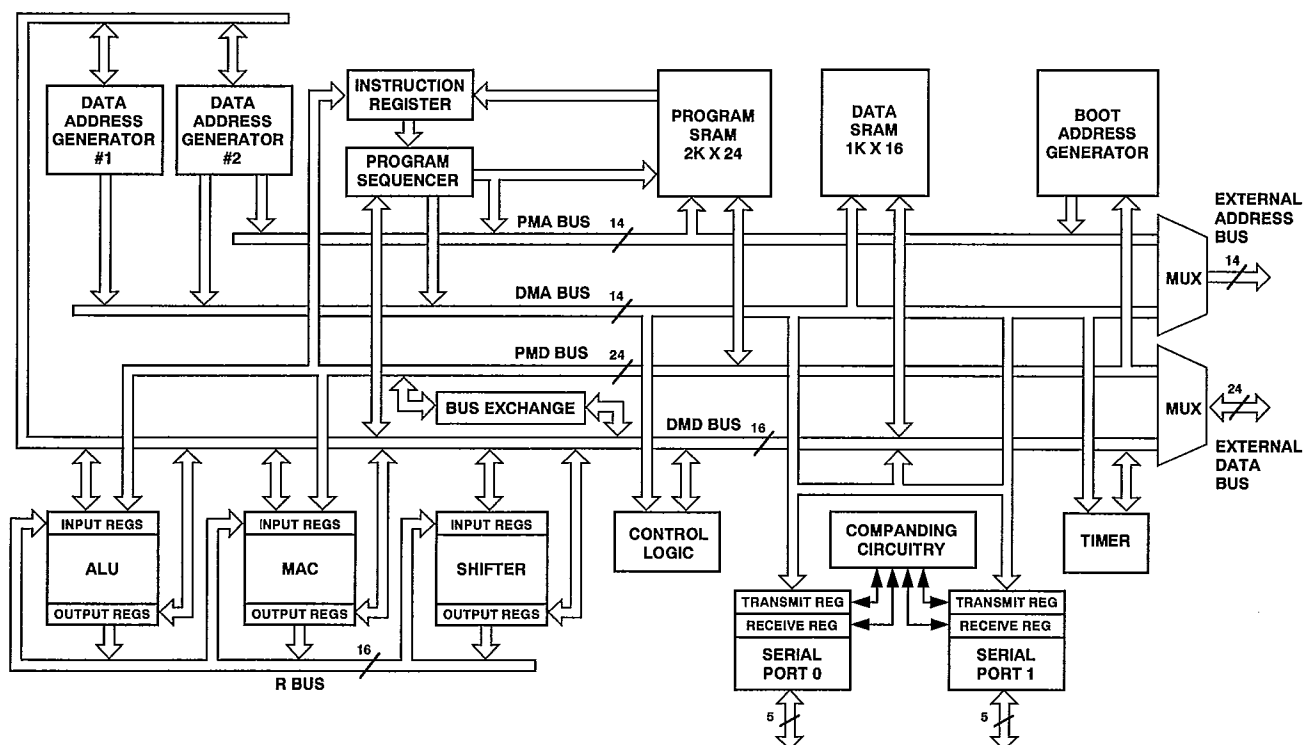 DATA
ADDRESS
GENERATOR
#1
DATA
ADDRESS
GENERATOR
#2
INSTRUCTION
REGISTER
PROGRAM
SEQUENCER
PROGRAM
SRAM
2K X 24
DATA
SRAM
1K X 16
BOOT
ADDRESS
GENERATOR
EXTERNAL
ADDRESS
BUS
PMA BUS
14
MUX
14
DMA BUS
14
PMD BUS
24
BUS EXCHANGE
DMD BUS
16
MUX
24
EXTERNAL
DATA
BUS
INPUT REGS
ALU
OUTPUT REGS
INPUT REGS
MAC
OUTPUT REGS
INPUT REGS
SHIFTER
OUTPUT REGS
16
R BUS
CONTROL
LOGIC
COMPANDING
CIRCUITRY
TIMER
TRANSMIT REG
RECEIVE REG
SERIAL
PORT 0
5
TRANSMIT REG
RECEIVE REG
SERIAL
PORT 1
5